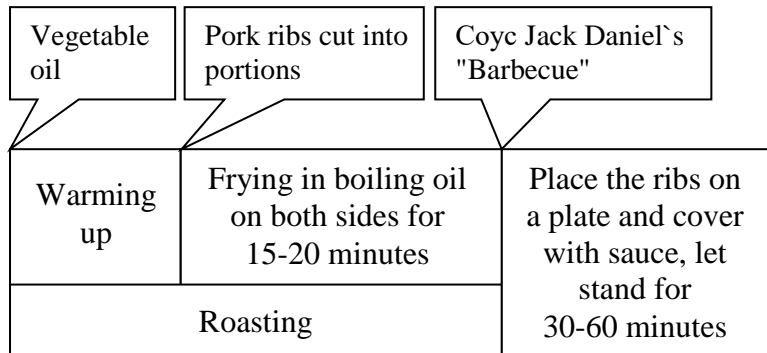 Vegetable
oil
Pork ribs cut into
portions
Соус Jack Daniel`s
"Barbecue"
Warming
up
Frying in boiling oil
on both sides for
15-20 minutes
Place the ribs on
a plate and cover
with sauce, let
stand for
30-60 minutes
Roasting